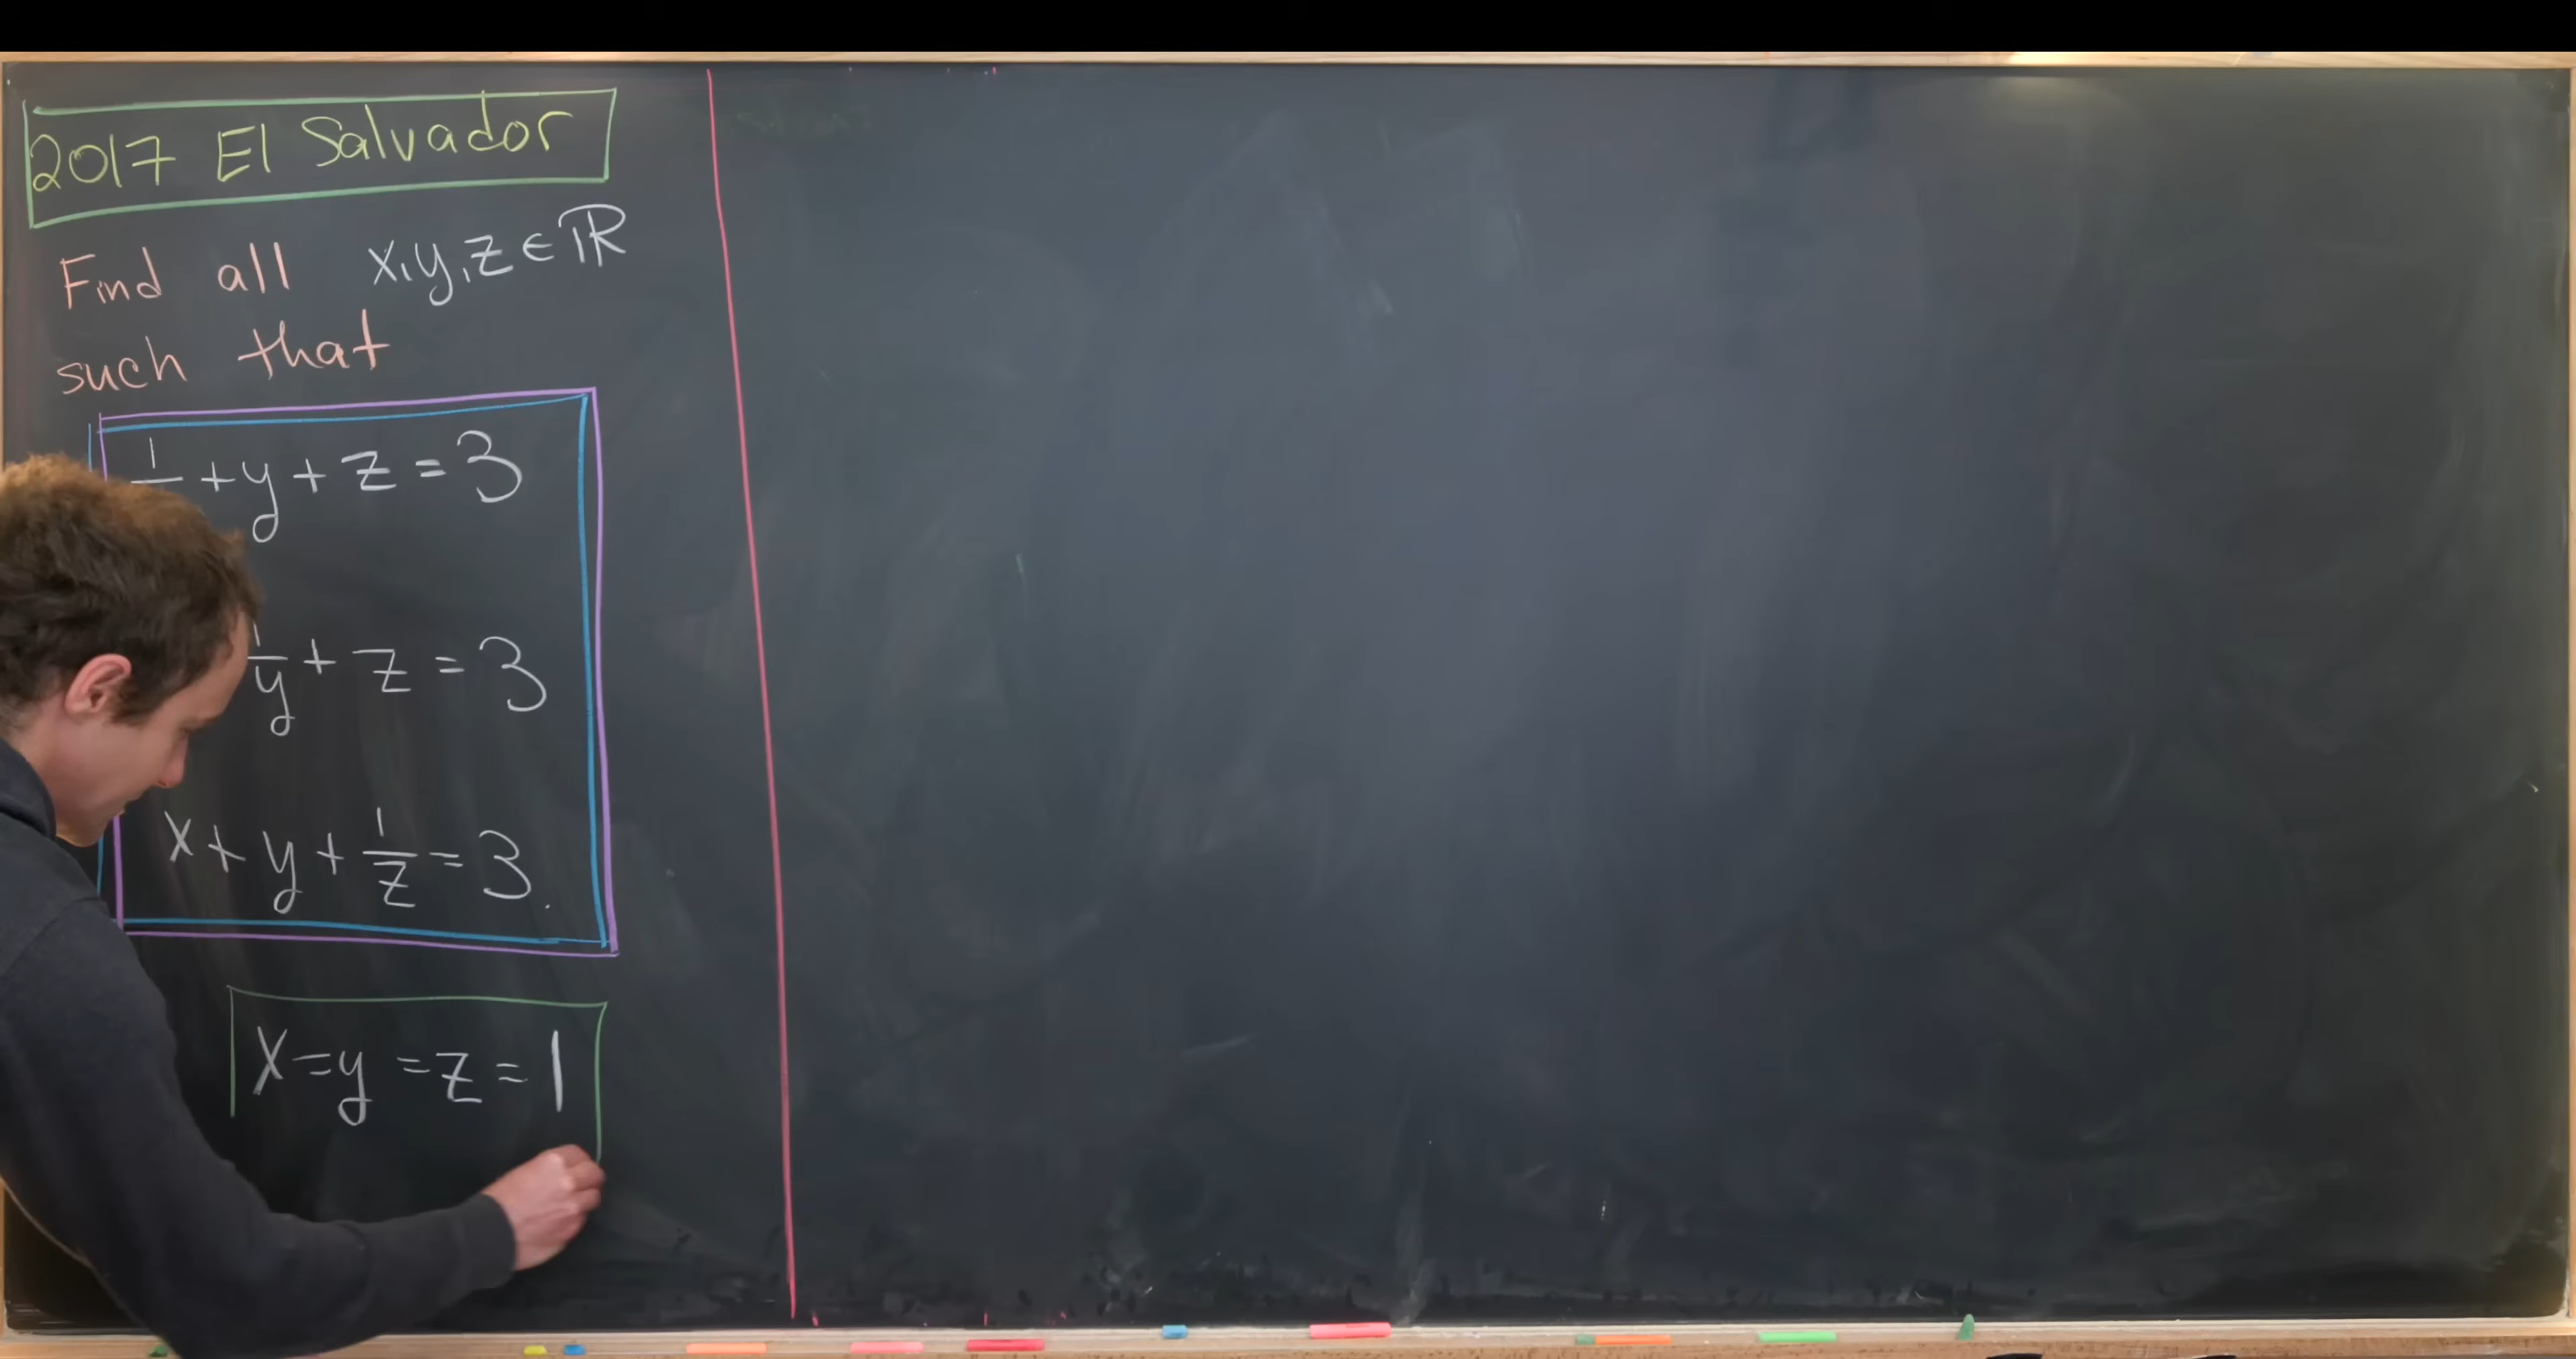 2017 El Salvador
Find all x,y,z ∈ ℝ
such that
1/ + y + z = 3
1/y + z = 3
x + y + 1/z = 3.
x = y = z = 1